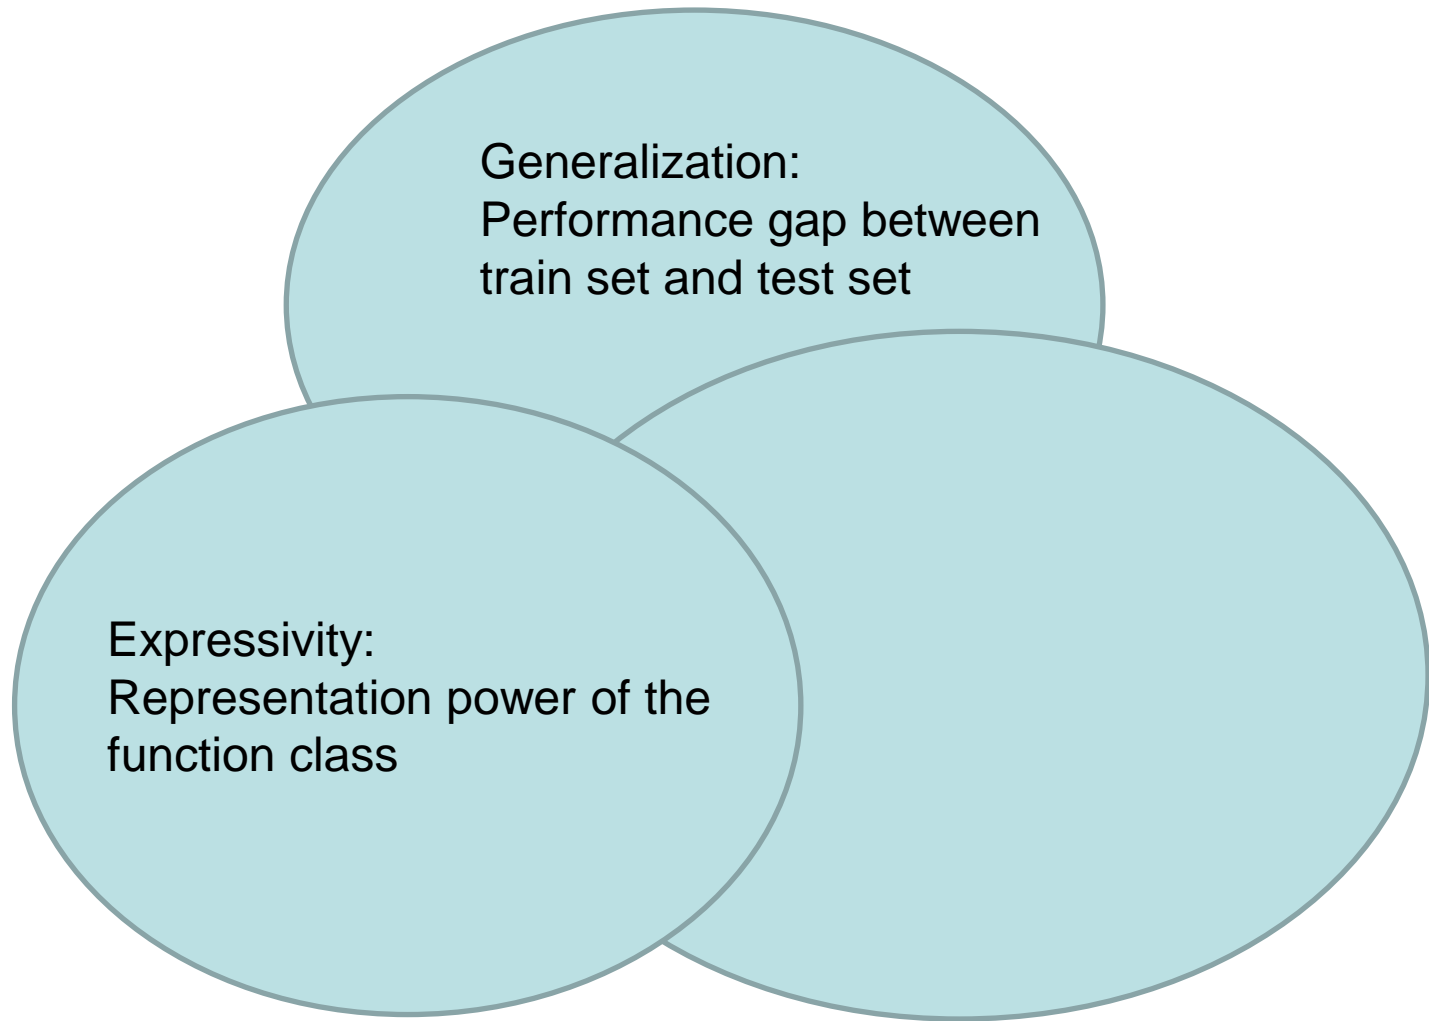 Generalization:
Performance gap between
train set and test set
Expressivity:
Representation power of the
function class